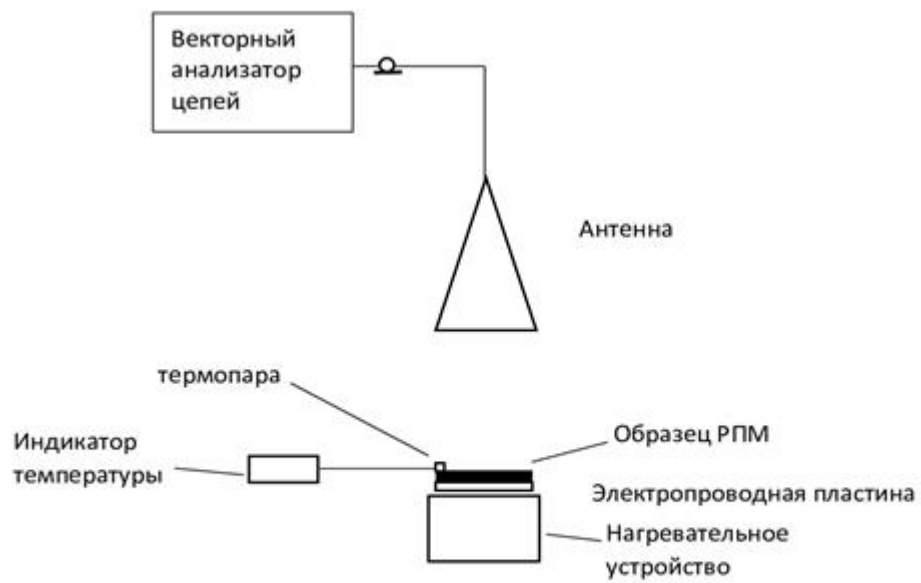 Векторный
анализатор
цепей
Антенна
термопара
Образец РПМ
Индикатор
температуры
Электропроводная пластина
Нагревательное
устройство